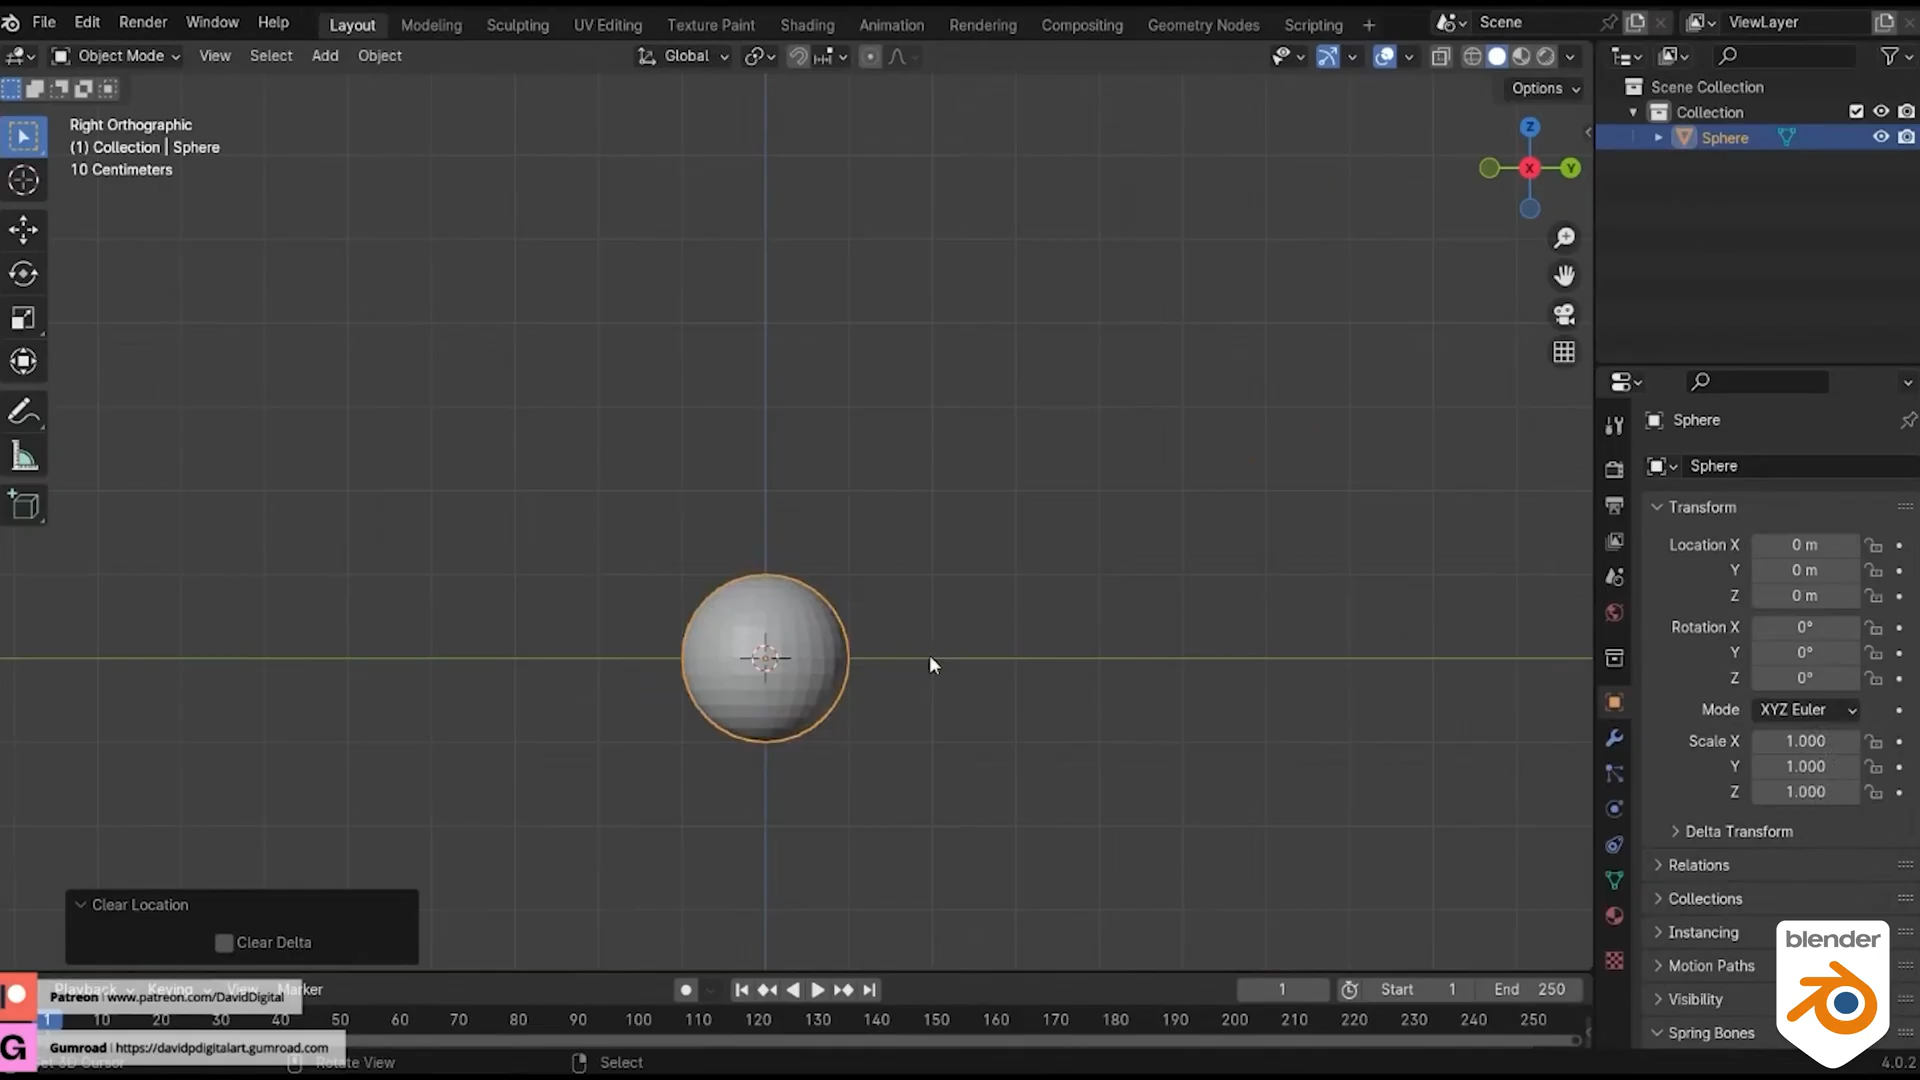 File Edit Render Window Help Layout Modeling Sculpting UV Editing Texture Paint Shading Animation Rendering Compositing Geometry Nodes Scripting + Scene ViewLayer
Object Mode View Select Add Object Global
Options
Right Orthographic
(1) Collection | Sphere
10 Centimeters
Z
X
Y
Scene Collection
Collection
Sphere
Sphere
Sphere
Transform
Location X 0 m
Y 0 m
Z 0 m
Rotation X 0°
Y 0°
Z 0°
Mode XYZ Euler
Scale X 1.000
Y 1.000
Z 1.000
Delta Transform
Relations
Collections
Instancing
Motion Paths
Visibility
Spring Bones
Clear Location
Clear Delta
Playback Keying View Marker
1 Start 1 End 250
Patreon | www.patreon.com/DavidDigital
1 10 20 30 40 50 60 70 80 90 100 110 120 130 140 150 160 170 180 190 200 210 220 230 240 250
G Gumroad | https://davidpdigitalart.gumroad.com
3D Cursor Rotate View Select
4.0.2
blender